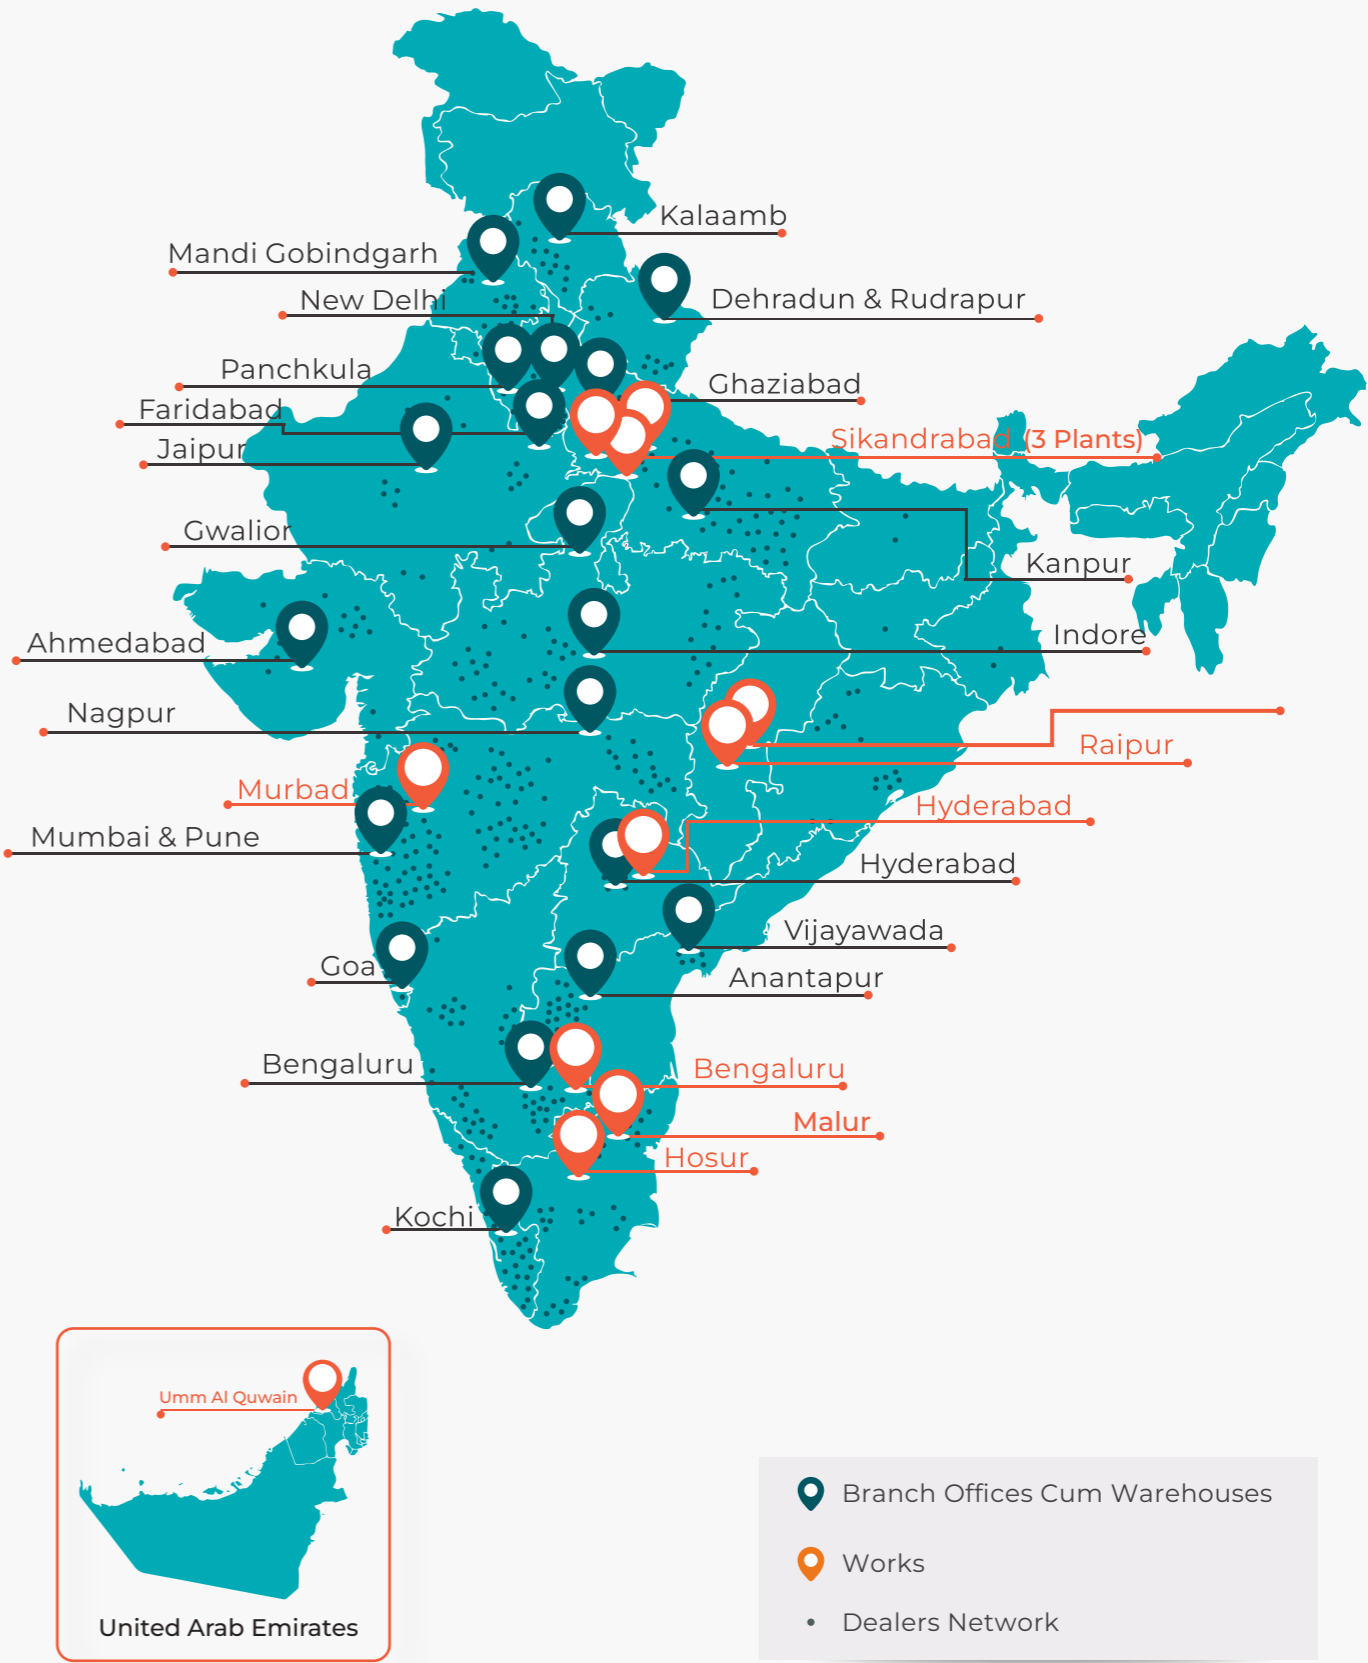 Kalaamb
Mandi Gobindgarh
New Delhi
Dehradun & Rudrapur
Panchkula
Ghaziabad
Faridabad
Sikandrabad (3 Plants)
Jaipur
Gwalior
Kanpur
Ahmedabad
Indore
Nagpur
Raipur
Murbad
Hyderabad
Mumbai & Pune
Hyderabad
Vijayawada
Goa
Anantapur
Bengaluru
Bengaluru
Malur
Hosur
Kochi
Umm Al Quwain
United Arab Emirates
Branch Offices Cum Warehouses
Works
Dealers Network